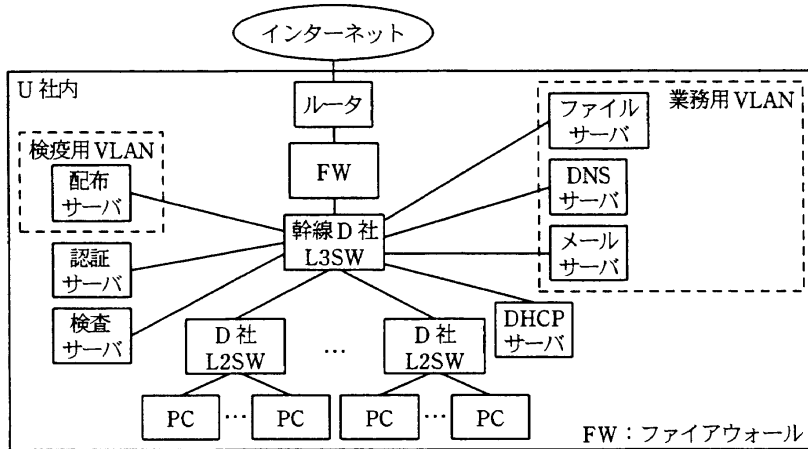 インターネット
U社内
ルータ
業務用VLAN
ファイル
サーバ
検疫用VLAN
配布
サーバ
FW
DNS
サーバ
幹線D社
L3SW
メール
サーバ
認証
サーバ
検査
サーバ
D社
L2SW
…
D社
L2SW
DHCP
サーバ
PC
…
PC
PC
…
PC
FW：ファイアウォール